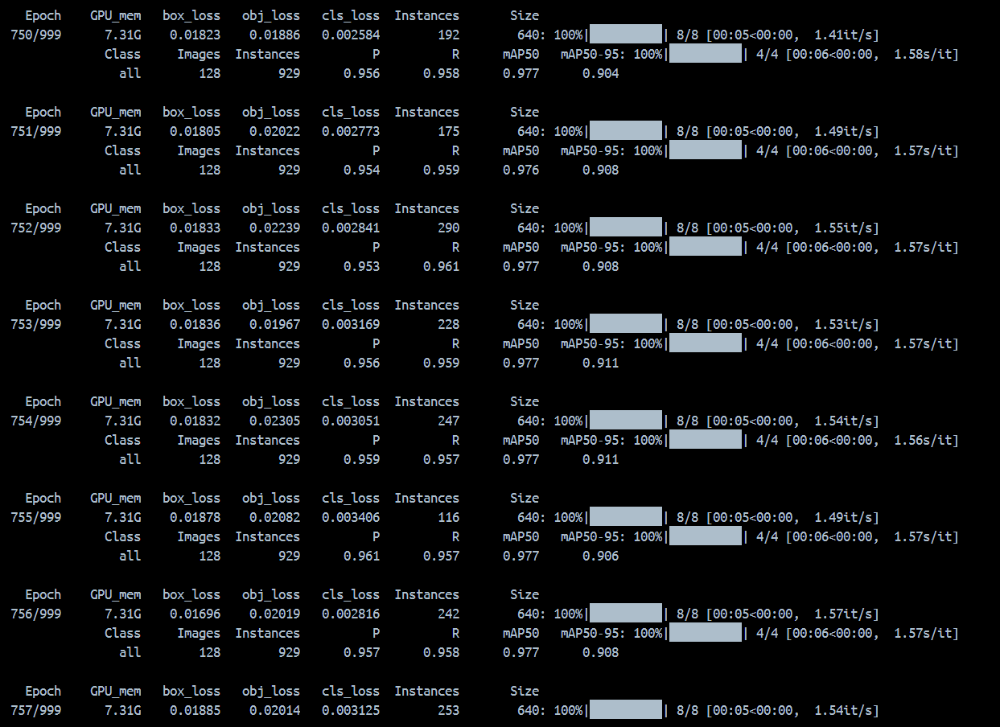 Epoch GPU_mem box_loss obj_loss cls_loss Instances Size
750/999 7.31G 0.01823 0.01886 0.002584 192 640: 100%|██████████| 8/8 [00:05<00:00, 1.41it/s]
Class Images Instances P R mAP50 mAP50-95: 100%|██████████| 4/4 [00:06<00:00, 1.58s/it]
all 128 929 0.956 0.958 0.977 0.904
Epoch GPU_mem box_loss obj_loss cls_loss Instances Size
751/999 7.31G 0.01805 0.02022 0.002773 175 640: 100%|██████████| 8/8 [00:05<00:00, 1.49it/s]
Class Images Instances P R mAP50 mAP50-95: 100%|██████████| 4/4 [00:06<00:00, 1.57s/it]
all 128 929 0.954 0.959 0.976 0.908
Epoch GPU_mem box_loss obj_loss cls_loss Instances Size
752/999 7.31G 0.01833 0.02239 0.002841 290 640: 100%|██████████| 8/8 [00:05<00:00, 1.55it/s]
Class Images Instances P R mAP50 mAP50-95: 100%|██████████| 4/4 [00:06<00:00, 1.57s/it]
all 128 929 0.953 0.961 0.977 0.908
Epoch GPU_mem box_loss obj_loss cls_loss Instances Size
753/999 7.31G 0.01836 0.01967 0.003169 228 640: 100%|██████████| 8/8 [00:05<00:00, 1.53it/s]
Class Images Instances P R mAP50 mAP50-95: 100%|██████████| 4/4 [00:06<00:00, 1.57s/it]
all 128 929 0.956 0.959 0.977 0.911
Epoch GPU_mem box_loss obj_loss cls_loss Instances Size
754/999 7.31G 0.01832 0.02305 0.003051 247 640: 100%|██████████| 8/8 [00:05<00:00, 1.54it/s]
Class Images Instances P R mAP50 mAP50-95: 100%|██████████| 4/4 [00:06<00:00, 1.56s/it]
all 128 929 0.959 0.957 0.977 0.911
Epoch GPU_mem box_loss obj_loss cls_loss Instances Size
755/999 7.31G 0.01878 0.02082 0.003406 116 640: 100%|██████████| 8/8 [00:05<00:00, 1.49it/s]
Class Images Instances P R mAP50 mAP50-95: 100%|██████████| 4/4 [00:06<00:00, 1.57s/it]
all 128 929 0.961 0.957 0.977 0.906
Epoch GPU_mem box_loss obj_loss cls_loss Instances Size
756/999 7.31G 0.01696 0.02019 0.002816 242 640: 100%|██████████| 8/8 [00:05<00:00, 1.57it/s]
Class Images Instances P R mAP50 mAP50-95: 100%|██████████| 4/4 [00:06<00:00, 1.57s/it]
all 128 929 0.957 0.958 0.977 0.908
Epoch GPU_mem box_loss obj_loss cls_loss Instances Size
757/999 7.31G 0.01885 0.02014 0.003125 253 640: 100%|██████████| 8/8 [00:05<00:00, 1.54it/s]